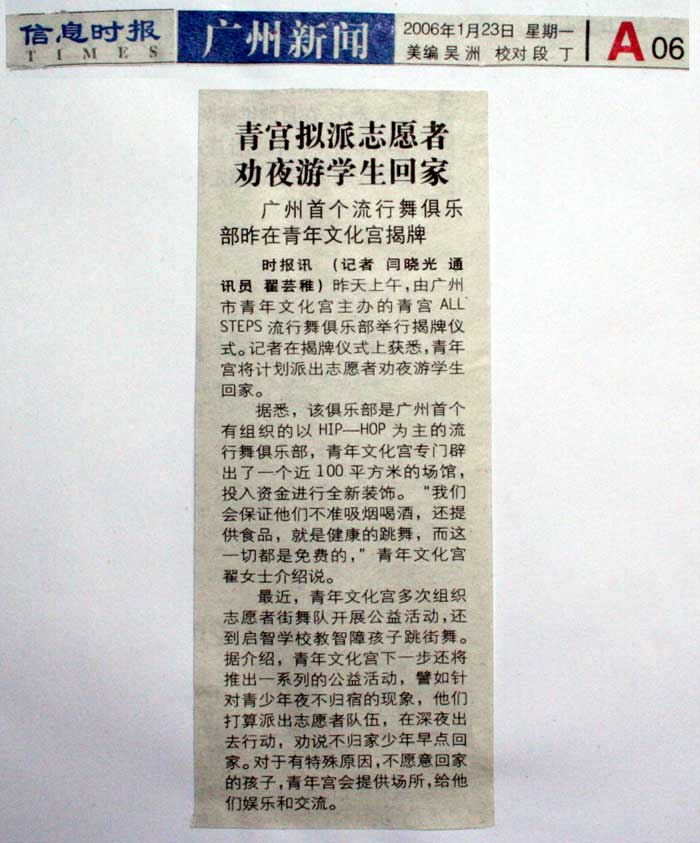 信息时报
TIMES
广州新闻
2006年1月23日 星期一
美编 吴 洲 校对 段 丁
A 06
青宫拟派志愿者
劝夜游学生回家
广州首个流行舞俱乐
部昨在青年文化宫揭牌
时报讯 (记者 闫晓光 通
讯员 翟芸稚) 昨天上午,由广州
市青年文化宫主办的青宫 ALL
STEPS 流行舞俱乐部举行揭牌仪
式。记者在揭牌仪式上获悉,青年
宫将计划派出志愿者劝夜游学生
回家。
据悉,该俱乐部是广州首个
有组织的以 HIP—HOP 为主的流
行舞俱乐部,青年文化宫专门辟
出了一个近 100 平方米的场馆,
投入资金进行全新装饰。“我们
会保证他们不准吸烟喝酒,还提
供食品,就是健康的跳舞,而这
一切都是免费的,”青年文化宫
翟女士介绍说。
最近,青年文化宫多次组织
志愿者街舞队开展公益活动,还
到启智学校教智障孩子跳街舞。
据介绍,青年文化宫下一步还将
推出一系列的公益活动,譬如针
对青少年夜不归宿的现象,他们
打算派出志愿者队伍,在深夜出
去行动,劝说不归家少年早点回
家。对于有特殊原因,不愿意回家
的孩子,青年宫会提供场所,给他
们娱乐和交流。